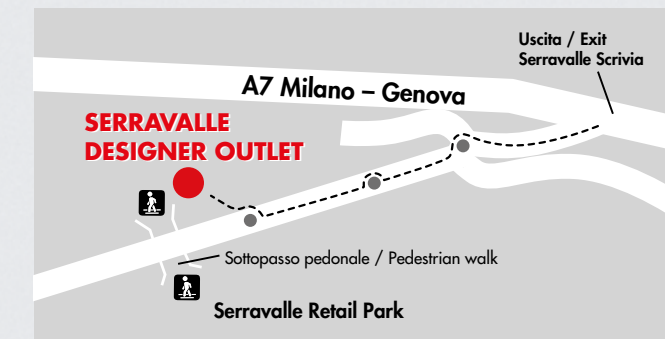 Uscita / Exit
Serravalle Scrivia
A7 Milano – Genova
SERRAVALLE
DESIGNER OUTLET
Sottopasso pedonale / Pedestrian walk
Serravalle Retail Park